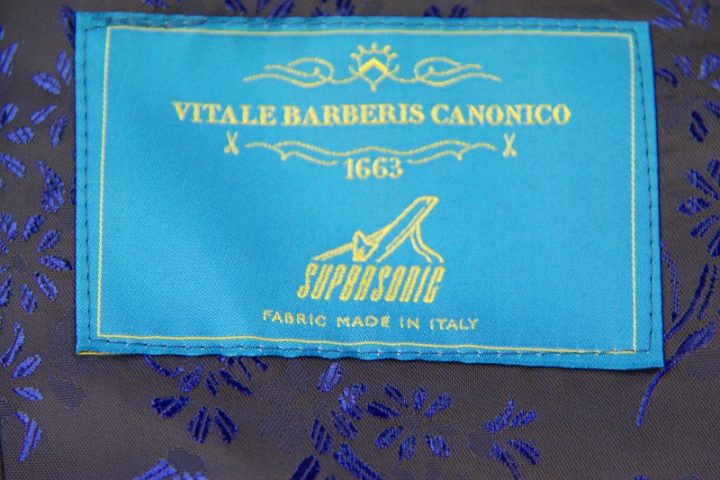 VITALE BARBERIS CANONICO
1663
SUPERSONIC
FABRIC MADE IN ITALY